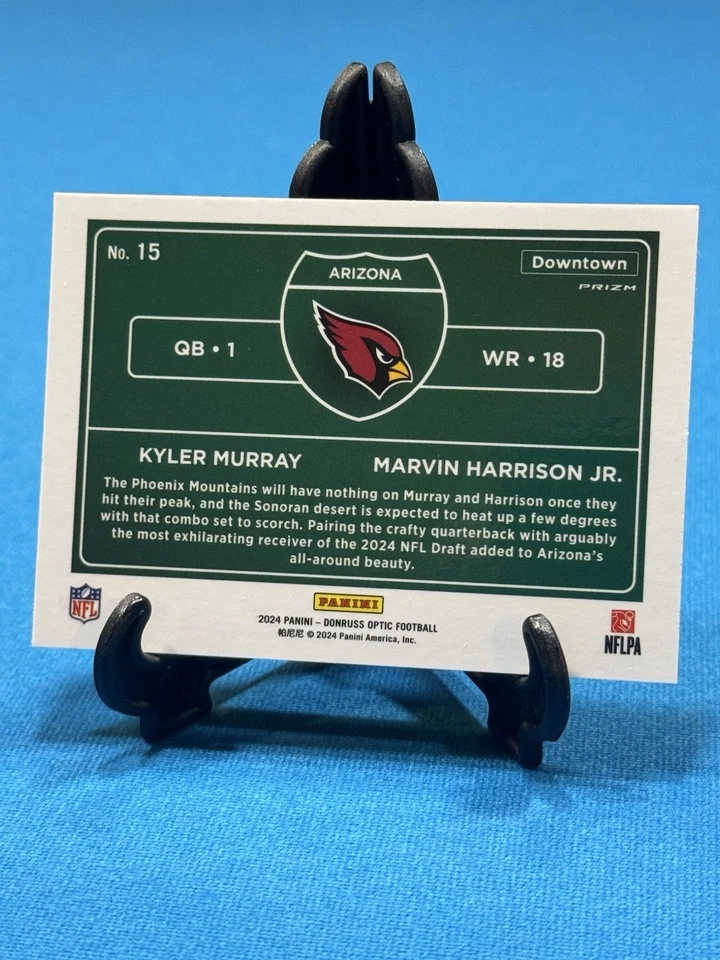 No. 15
Downtown
PRIZM
ARIZONA
QB • 1
WR • 18
KYLER MURRAY
MARVIN HARRISON JR.
The Phoenix Mountains will have nothing on Murray and Harrison once they
hit their peak, and the Sonoran desert is expected to heat up a few degrees
with that combo set to scorch. Pairing the crafty quarterback with arguably
the most exhilarating receiver of the 2024 NFL Draft added to Arizona's
all-around beauty.
NFL
PANINI
2024 PANINI – DONRUSS OPTIC FOOTBALL
帕尼尼 © 2024 Panini America, Inc.
NFLPA